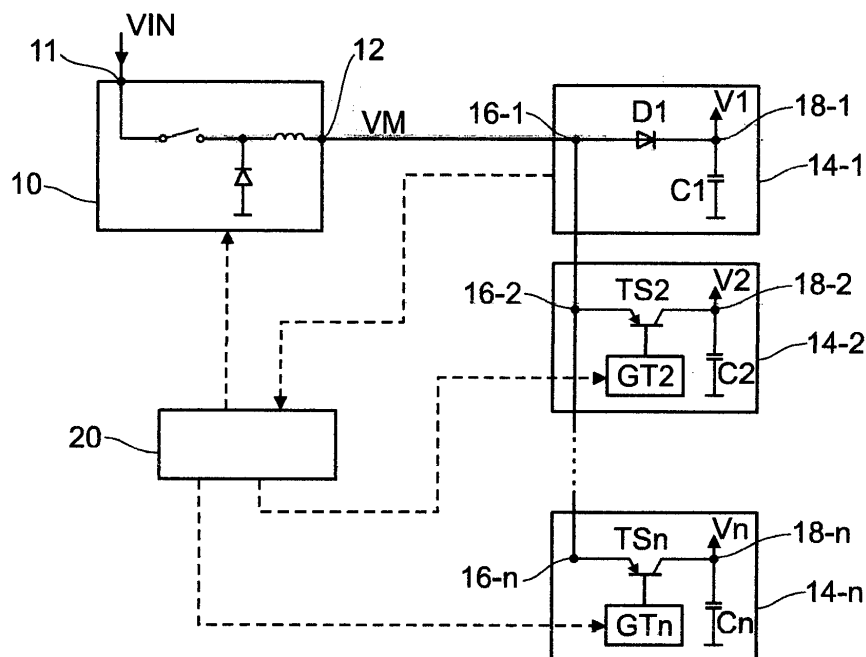 VIN
11
12
VM
10
16-1
D1
V1
18-1
C1
14-1
16-2
TS2
V2
18-2
GT2
C2
14-2
20
16-n
TSn
Vn
18-n
GTn
Cn
14-n